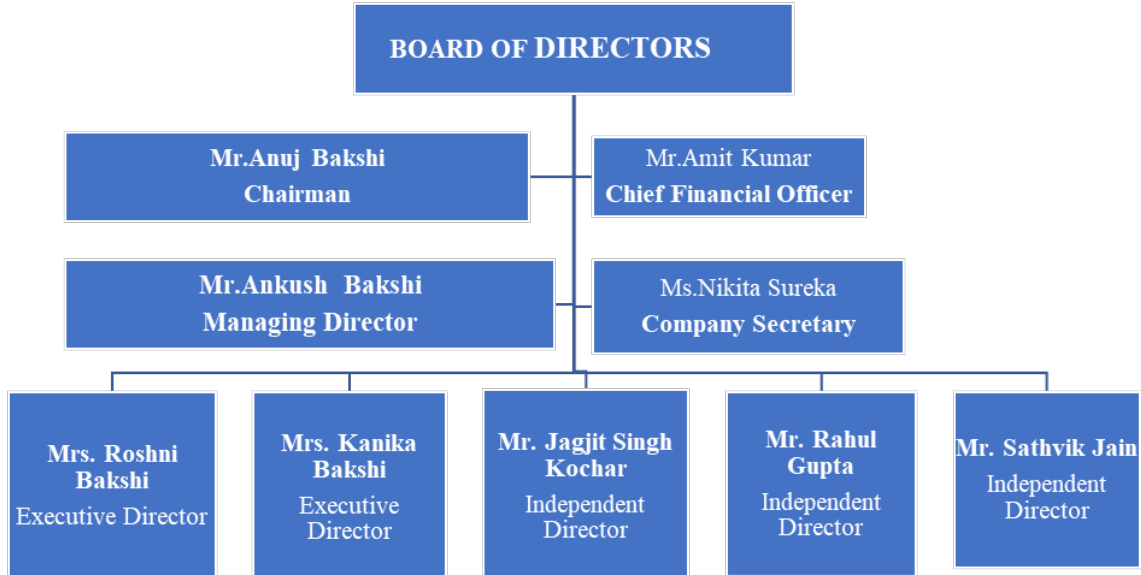 BOARD OF DIRECTORS
Mr.Anuj Bakshi
Chairman
Mr.Amit Kumar
Chief Financial Officer
Mr.Ankush Bakshi
Managing Director
Ms.Nikita Sureka
Company Secretary
Mrs. Roshni
Bakshi
Executive Director
Mrs. Kanika
Bakshi
Executive
Director
Mr. Jagjit Singh
Kochar
Independent
Director
Mr. Rahul
Gupta
Independent
Director
Mr. Sathvik Jain
Independent
Director